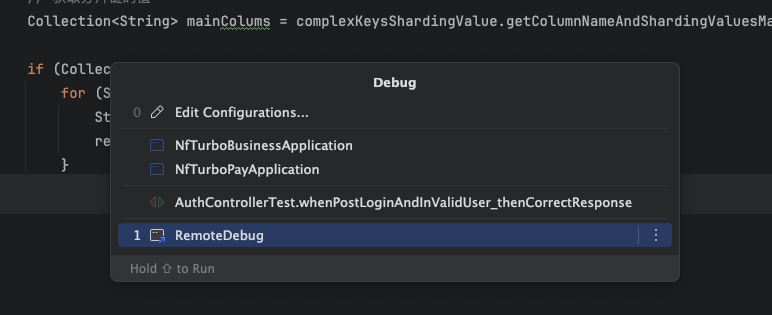 Collection<String> mainColums = complexKeysShardingValue.getColumnNameAndShardingValuesMa
if (Collec
Debug
for (S
0 Edit Configurations...
St
re
NfTurboBusinessApplication
}
NfTurboPayApplication
AuthControllerTest.whenPostLoginAndInValidUser_thenCorrectResponse
1 RemoteDebug
Hold ⇧ to Run